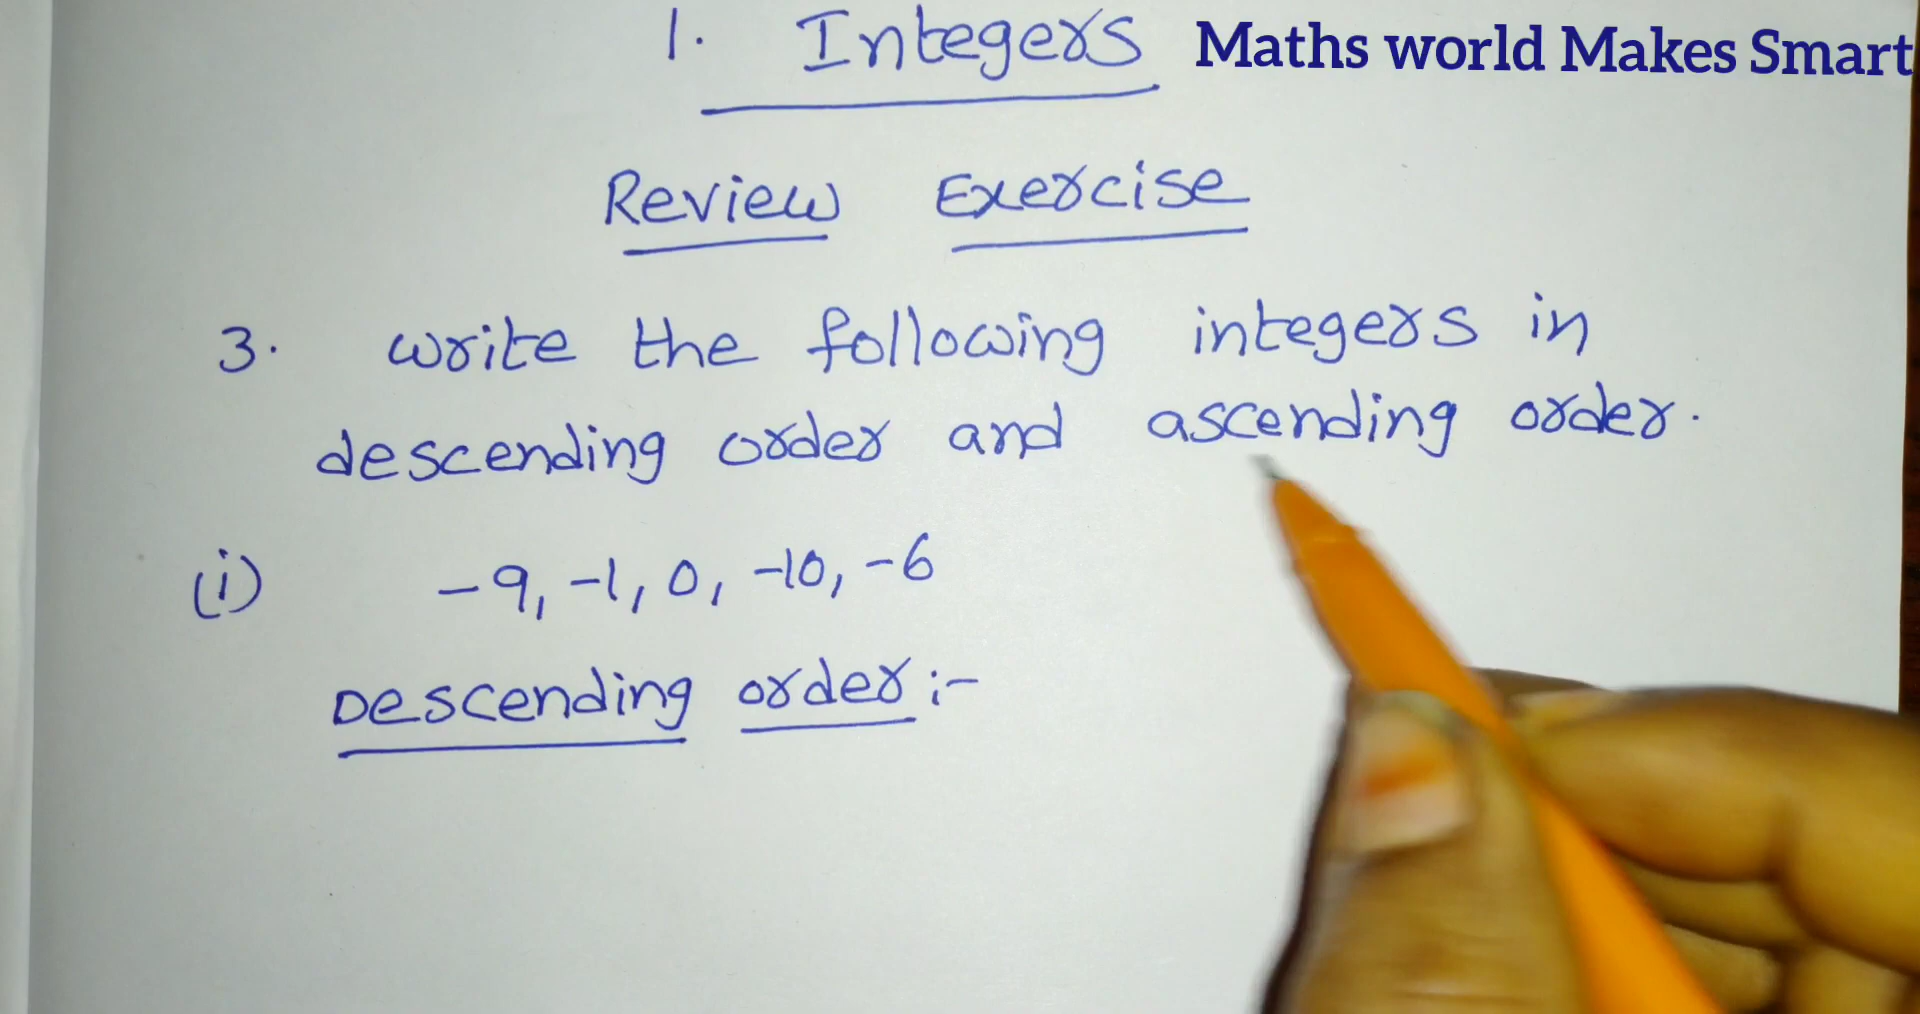 1. Integers Maths world Makes Smart
Review Exercise
3. write the following integers in
descending order and ascending order.
(i) -9, -1, 0, -10, -6
Descending order :-